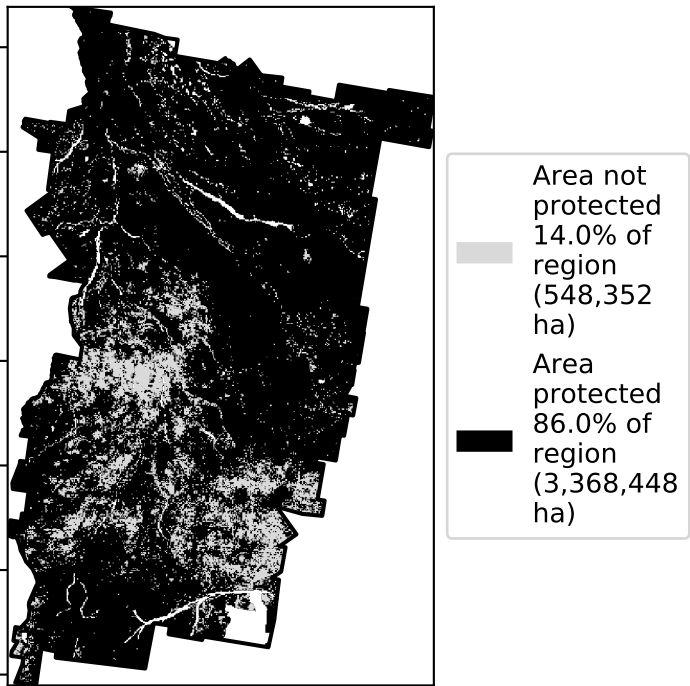 Area not
protected
14.0% of
region
(548,352
ha)
Area
protected
86.0% of
region
(3,368,448
ha)